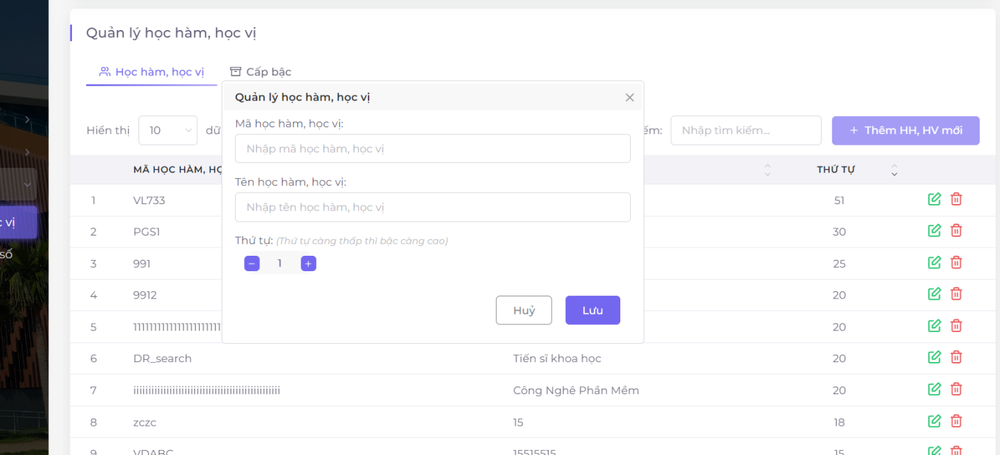 Quản lý học hàm, học vị
Học hàm, học vị
Cấp bậc
Quản lý học hàm, học vị
Mã học hàm, học vị:
Nhập mã học hàm, học vị
Tên học hàm, học vị:
Nhập tên học hàm, học vị
Thứ tự: (Thứ tự càng thấp thì bậc càng cao)
1
Huỷ
Lưu
Hiển thị 10 dữ
Nhập tìm kiếm...
+ Thêm HH, HV mới
MÃ HỌC HÀM,
THỨ TỰ
1 VL733 51
2 PGS1 30
3 991 25
4 9912 20
5 20
6 DR_search Tiến sĩ khoa học 20
7 Công Nghê Phần Mềm 20
8 zczc 15 18
9 VDABC 15515515 15
vị
số